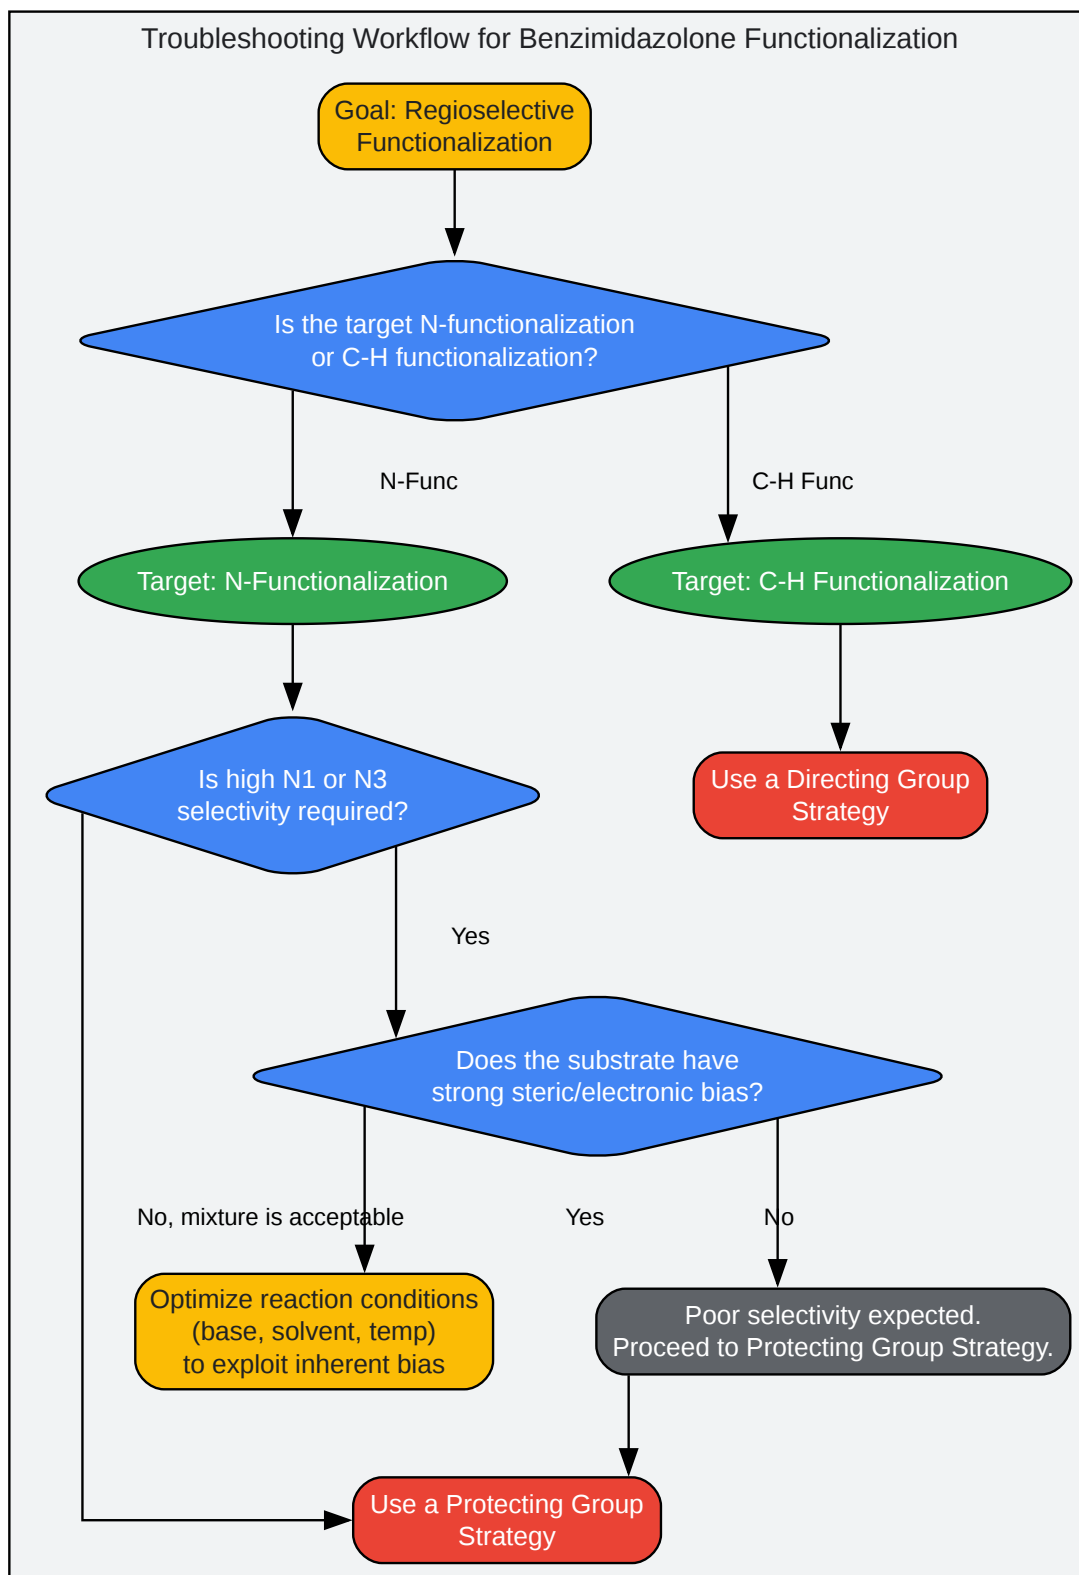 Troubleshooting Workflow for Benzimidazolone Functionalization
Goal: Regioselective
Functionalization
Is the target N-functionalization
or C-H functionalization?
N-Func
C-H Func
Target: N-Functionalization
Target: C-H Functionalization
Is high N1 or N3
selectivity required?
Use a Directing Group
Strategy
Yes
Does the substrate have
strong steric/electronic bias?
No, mixture is acceptable
Yes
No
Optimize reaction conditions
(base, solvent, temp)
to exploit inherent bias
Poor selectivity expected.
Proceed to Protecting Group Strategy.
Use a Protecting Group
Strategy